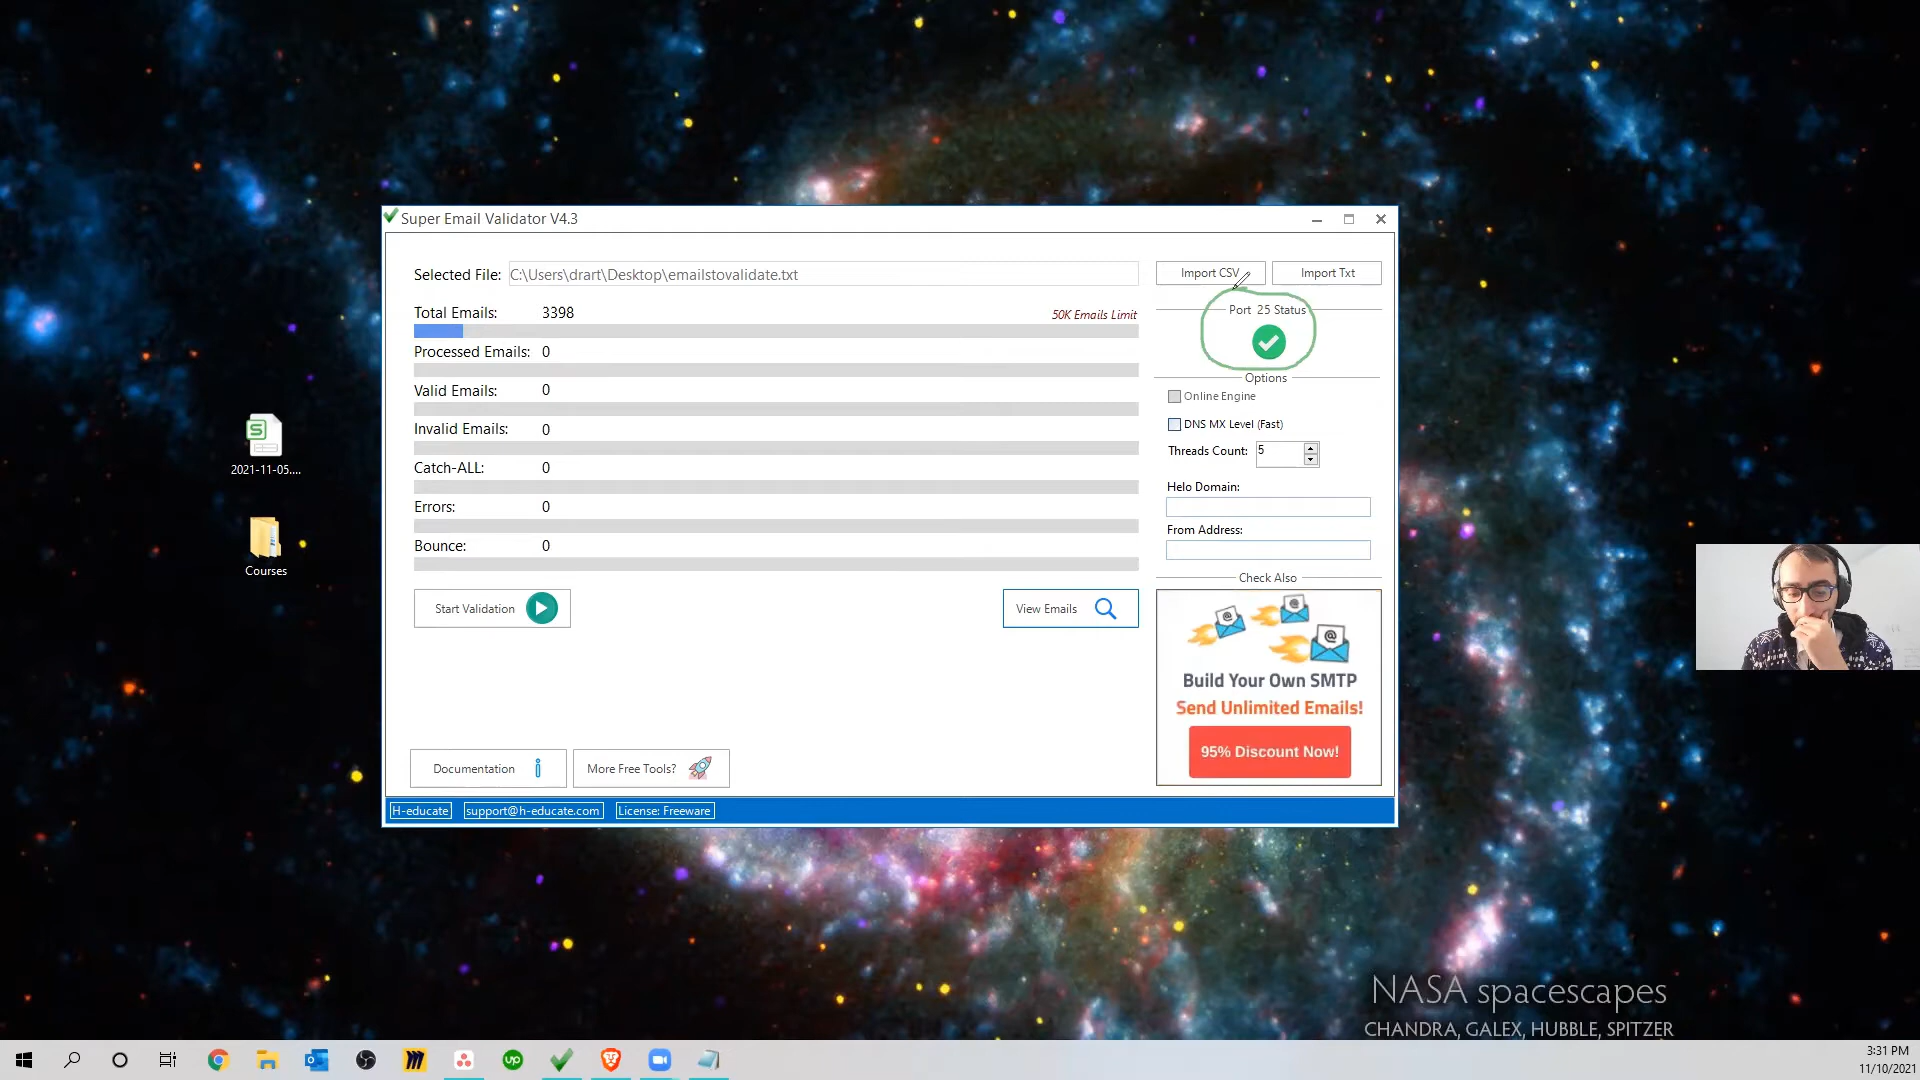 Super Email Validator V4.3
Selected File: C:\Users\drart\Desktop\emailstovalidate.txt
Import CSV
Import Txt
Total Emails: 3398
50K Emails Limit
Port 25 Status
Processed Emails: 0
Valid Emails: 0
Invalid Emails: 0
Catch-ALL: 0
Errors: 0
Bounce: 0
Options
Online Engine
DNS MX Level (Fast)
Threads Count: 5
Helo Domain:
From Address:
Check Also
Start Validation
View Emails
@
@
@
Build Your Own SMTP
Send Unlimited Emails!
95% Discount Now!
Documentation
More Free Tools?
H-educate
support@h-educate.com
License: Freeware
S
2021-11-05....
Courses
NASA spacescapes
CHANDRA, GALEX, HUBBLE, SPITZER
up
3:31 PM
11/10/2021